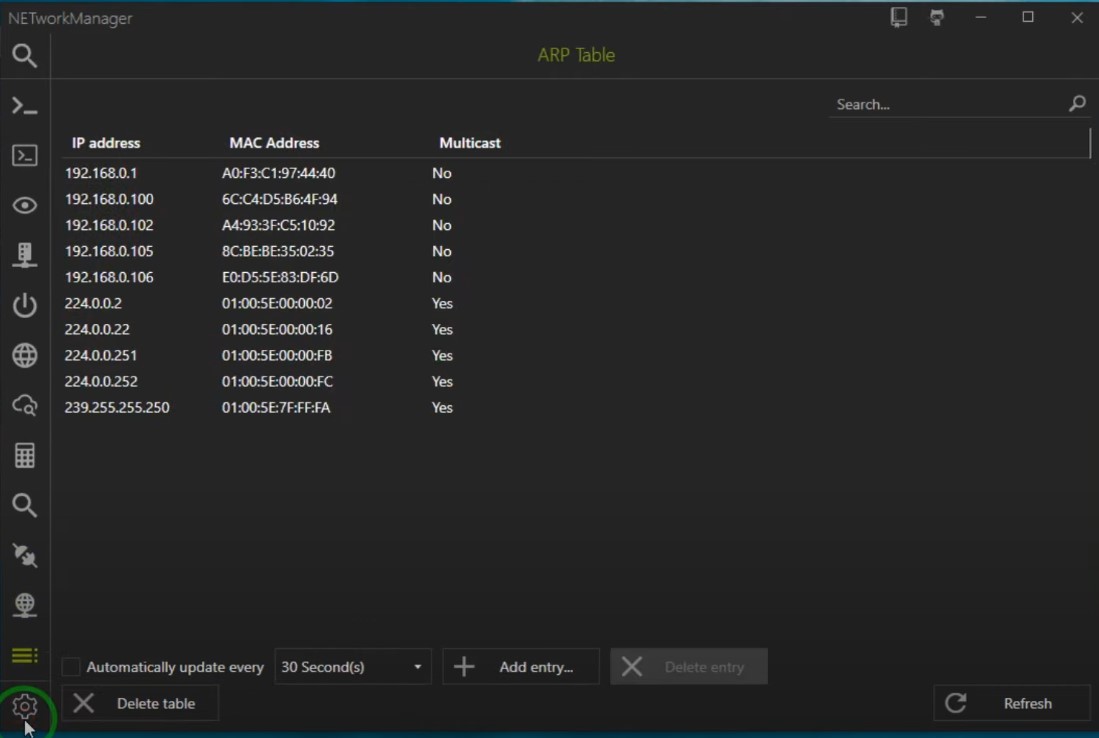 NETworkManager
ARP Table
Search...
IP address MAC Address Multicast
192.168.0.1 A0:F3:C1:97:44:40 No
192.168.0.100 6C:C4:D5:B6:4F:94 No
192.168.0.102 A4:93:3F:C5:10:92 No
192.168.0.105 8C:BE:BE:35:02:35 No
192.168.0.106 E0:D5:5E:83:DF:6D No
224.0.0.2 01:00:5E:00:00:02 Yes
224.0.0.22 01:00:5E:00:00:16 Yes
224.0.0.251 01:00:5E:00:00:FB Yes
224.0.0.252 01:00:5E:00:00:FC Yes
239.255.255.250 01:00:5E:7F:FF:FA Yes
Automatically update every 30 Second(s) Add entry... Delete entry
Delete table Refresh